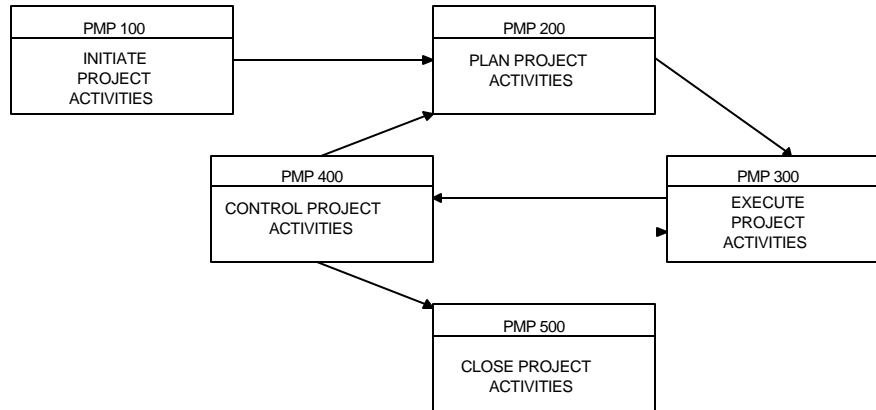 PMP 100
INITIATE
PROJECT
ACTIVITIES
PMP 200
PLAN PROJECT
ACTIVITIES
PMP 400
CONTROL PROJECT
ACTIVITIES
PMP 300
EXECUTE
PROJECT
ACTIVITIES
PMP 500
CLOSE PROJECT
ACTIVITIES